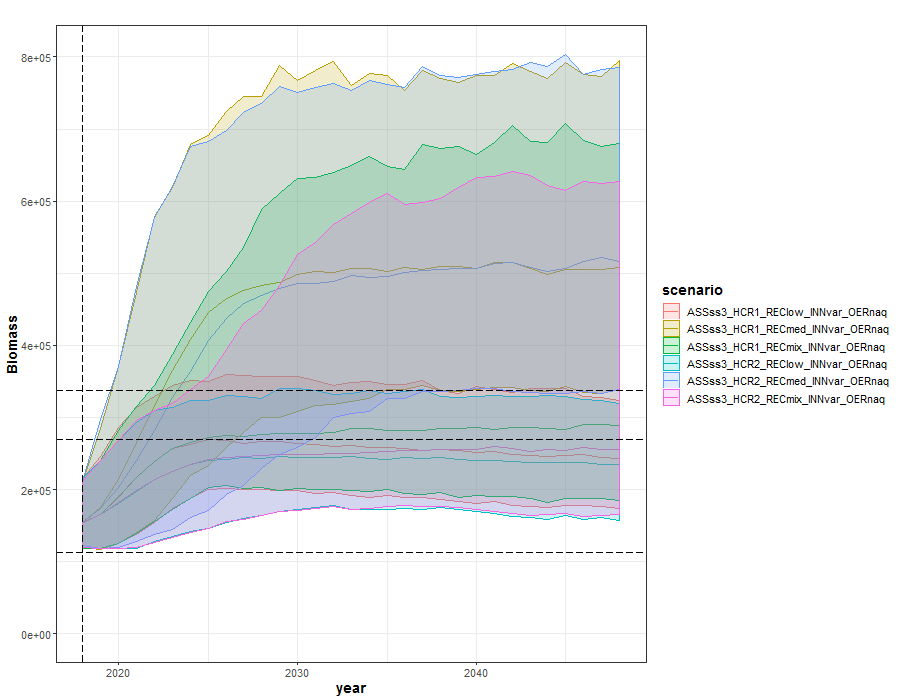 8e+05
6e+05
4e+05
2e+05
0e+00
BIomass
2020
2030
2040
year
scenario
ASSss3_HCR1_REClow_INNvar_OERnaq
ASSss3_HCR1_RECmed_INNvar_OERnaq
ASSss3_HCR1_RECmix_INNvar_OERnaq
ASSss3_HCR2_REClow_INNvar_OERnaq
ASSss3_HCR2_RECmed_INNvar_OERnaq
ASSss3_HCR2_RECmix_INNvar_OERnaq